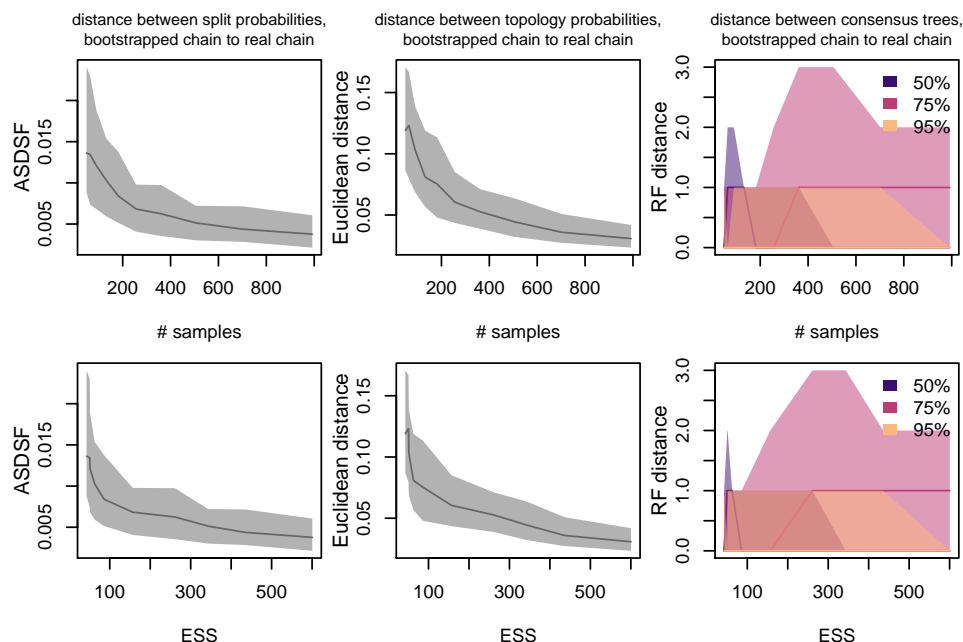 distance between split probabilities,
bootstrapped chain to real chain
distance between topology probabilities,
bootstrapped chain to real chain
distance between consensus trees,
bootstrapped chain to real chain
ASDSF
0.005
0.015
200 400 600 800
# samples
Euclidean distance
0.05
0.10
0.15
200 400 600 800
# samples
RF distance
0.0
1.0
2.0
3.0
50%
75%
95%
200 400 600 800
# samples
ASDSF
0.005
0.015
100 300 500
ESS
Euclidean distance
0.05
0.10
0.15
100 300 500
ESS
RF distance
0.0
1.0
2.0
3.0
50%
75%
95%
100 300 500
ESS